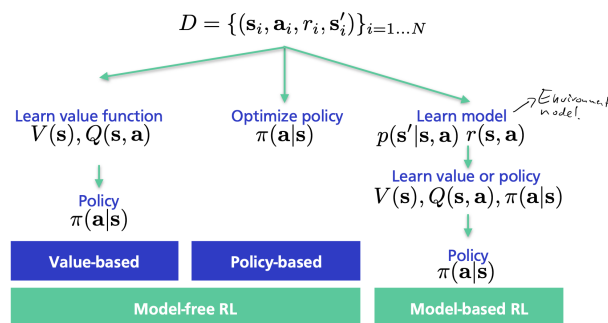 D = {(s_i, a_i, r_i, s'_i)}_{i=1...N}
Learn value function
V(s), Q(s, a)
Policy
π(a|s)
Value-based
Optimize policy
π(a|s)
Policy-based
Model-free RL
Learn model
p(s'|s, a) r(s, a)
Environment
model.
Learn value or policy
V(s), Q(s, a), π(a|s)
Policy
π(a|s)
Model-based RL